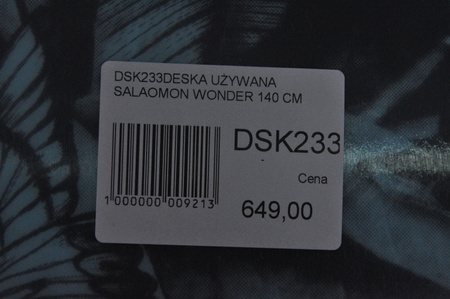 DSK233DESKA UŻYWANA
SALAOMON WONDER 140 CM
DSK233
Cena
1 000000 009213
649,00